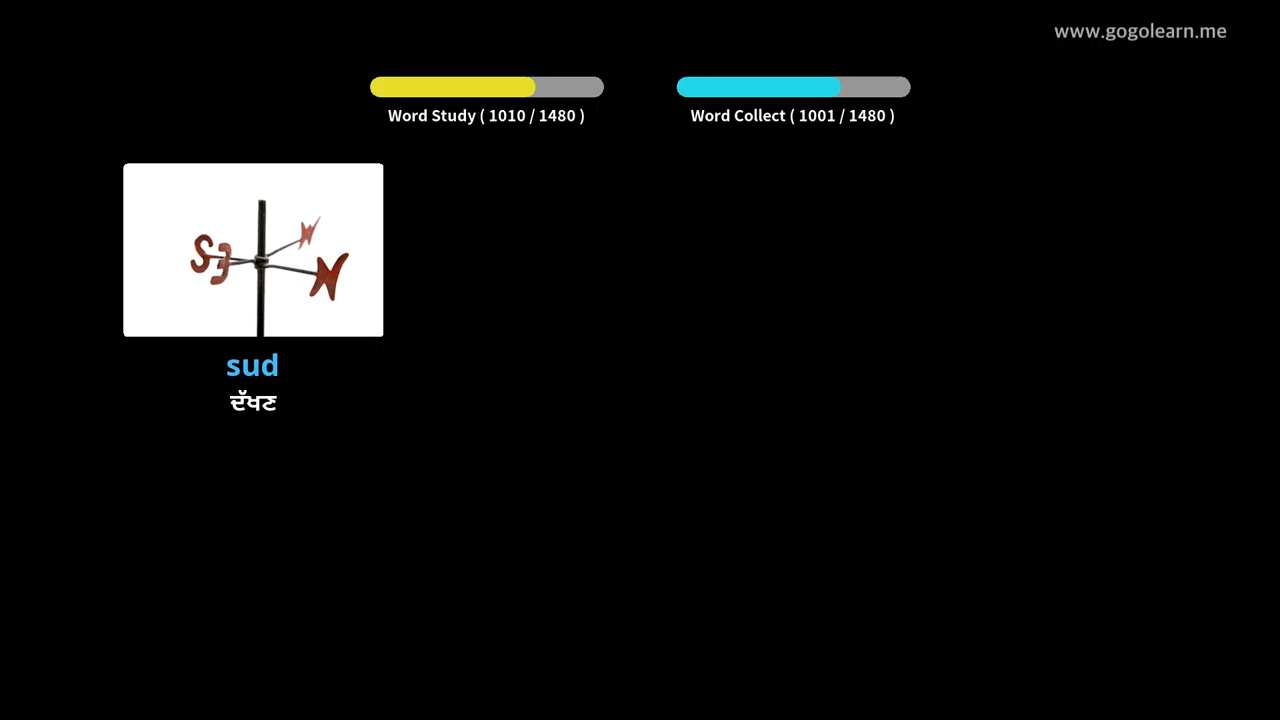 www.gogolearn.me
Word Study ( 1010 / 1480 )
Word Collect ( 1001 / 1480 )
S E N
sud
ਦੱਖਣ